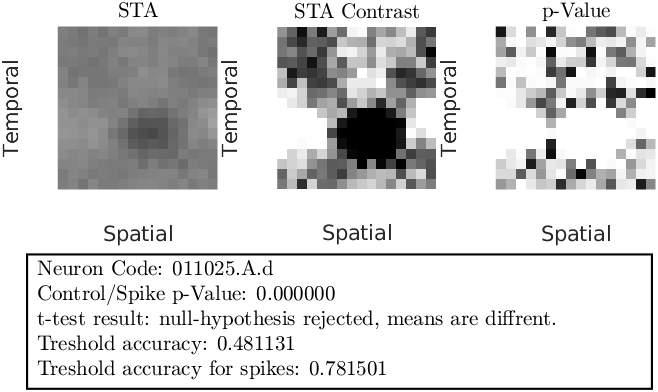 STA
STA Contrast
p-Value
Temporal
Temporal
Temporal
Spatial
Spatial
Spatial
Neuron Code: 011025.A.d
Control/Spike p-Value: 0.000000
t-test result: null-hypothesis rejected, means are diffrent.
Treshold accuracy: 0.481131
Treshold accuracy for spikes: 0.781501